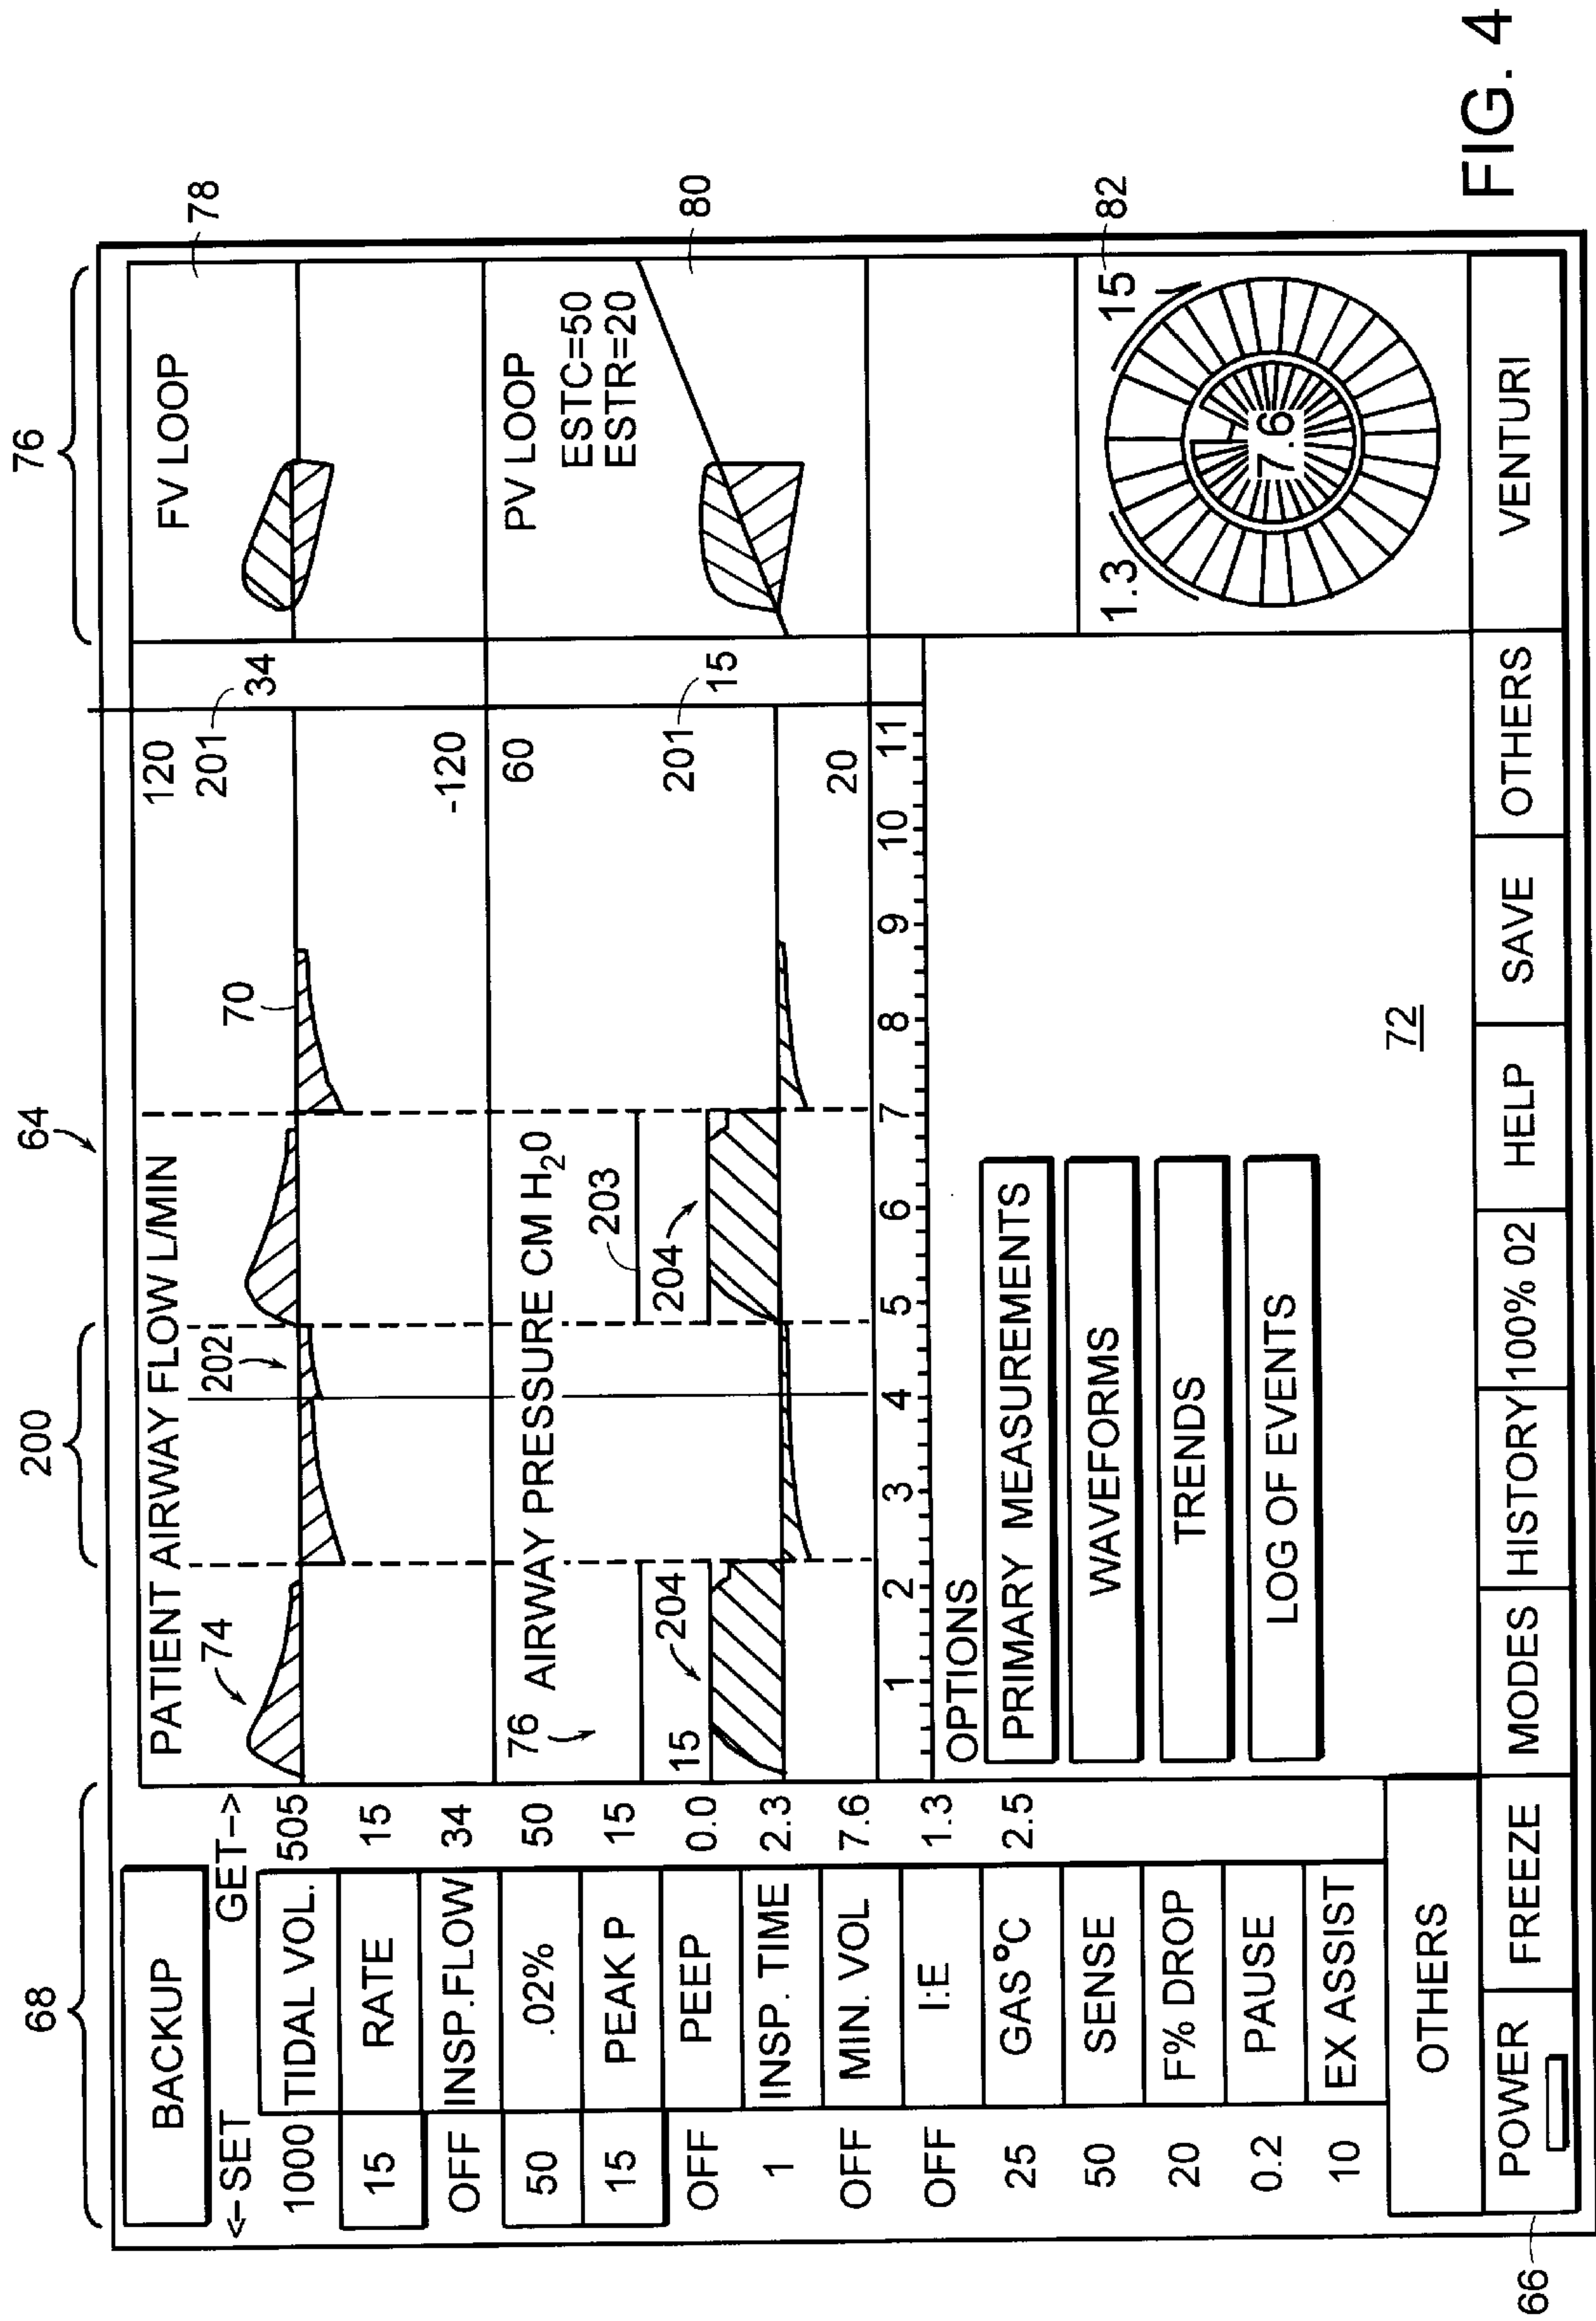 64
68
200
76
BACKUP
<--SET GET-->
1000 TIDAL VOL. 505
15 RATE 15
OFF INSP.FLOW 34
50 .02% 50
15 PEAK P 15
OFF PEEP 0.0
1 INSP. TIME 2.3
OFF MIN. VOL 7.6
OFF I:E 1.3
25 GAS°C 2.5
50 SENSE
20 F% DROP
0.2 PAUSE
10 EX ASSIST
OTHERS
PATIENT AIRWAY FLOW L/MIN
120
74
202
70
201
34
-120
76 AIRWAY PRESSURE CM H₂0
60
203
15
204
204
201
15
20
1 2 3 4 5 6 7 8 9 10 11
OPTIONS
PRIMARY MEASUREMENTS
WAVEFORMS
TRENDS
LOG OF EVENTS
72
FV LOOP
78
PV LOOP
ESTC=50
ESTR=20
80
1.3
15
82
7.6
66
POWER FREEZE MODES HISTORY 100% 02 HELP SAVE OTHERS VENTURI
FIG. 4